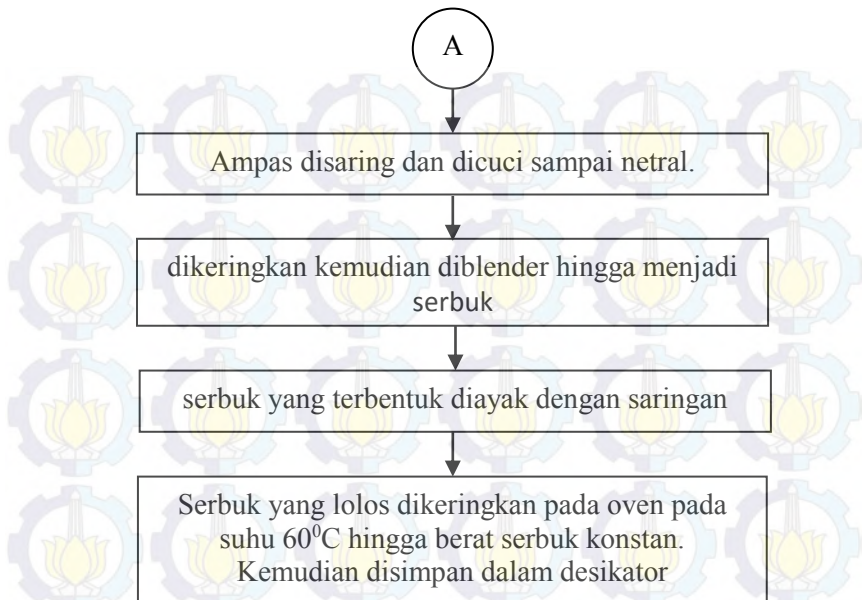 A
Ampas disaring dan dicuci sampai netral.
dikeringkan kemudian diblender hingga menjadi
serbuk
serbuk yang terbentuk diayak dengan saringan
Serbuk yang lolos dikeringkan pada oven pada
suhu 60⁰C hingga berat serbuk konstan.
Kemudian disimpan dalam desikator